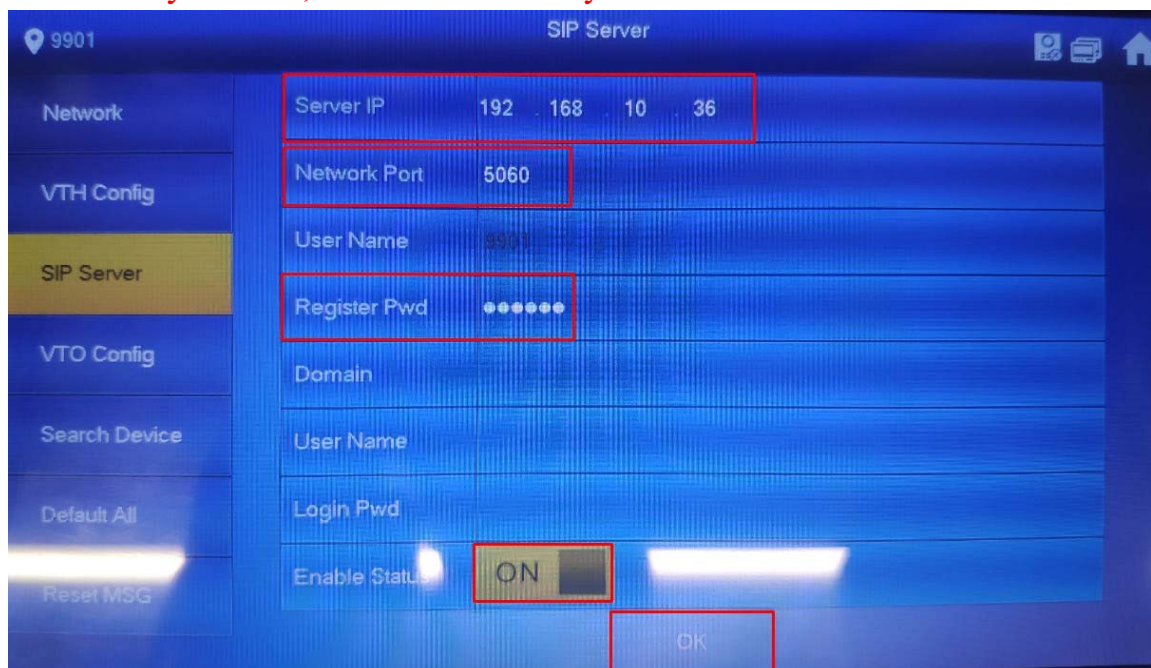 9901
SIP Server
Network
VTH Config
SIP Server
VTO Config
Search Device
Default All
Reset MSG
Server IP 192 . 168 . 10 . 36
Network Port 5060
User Name 9901
Register Pwd ●●●●●●
Domain
User Name
Login Pwd
Enable Status ON
OK